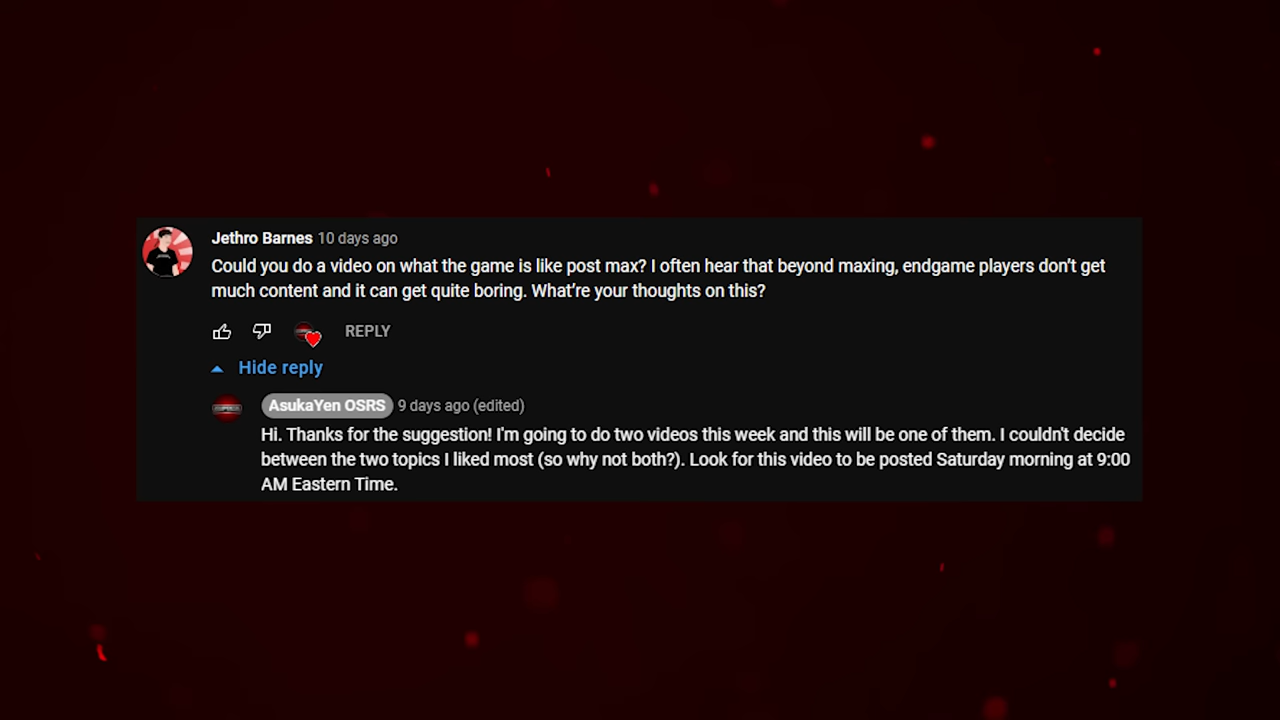 Jethro Barnes 10 days ago
Could you do a video on what the game is like post max? I often hear that beyond maxing, endgame players don’t get
much content and it can get quite boring. What’re your thoughts on this?
REPLY
Hide reply
AsukaYen OSRS 9 days ago (edited)
Hi. Thanks for the suggestion! I'm going to do two videos this week and this will be one of them. I couldn't decide
between the two topics I liked most (so why not both?). Look for this video to be posted Saturday morning at 9:00
AM Eastern Time.